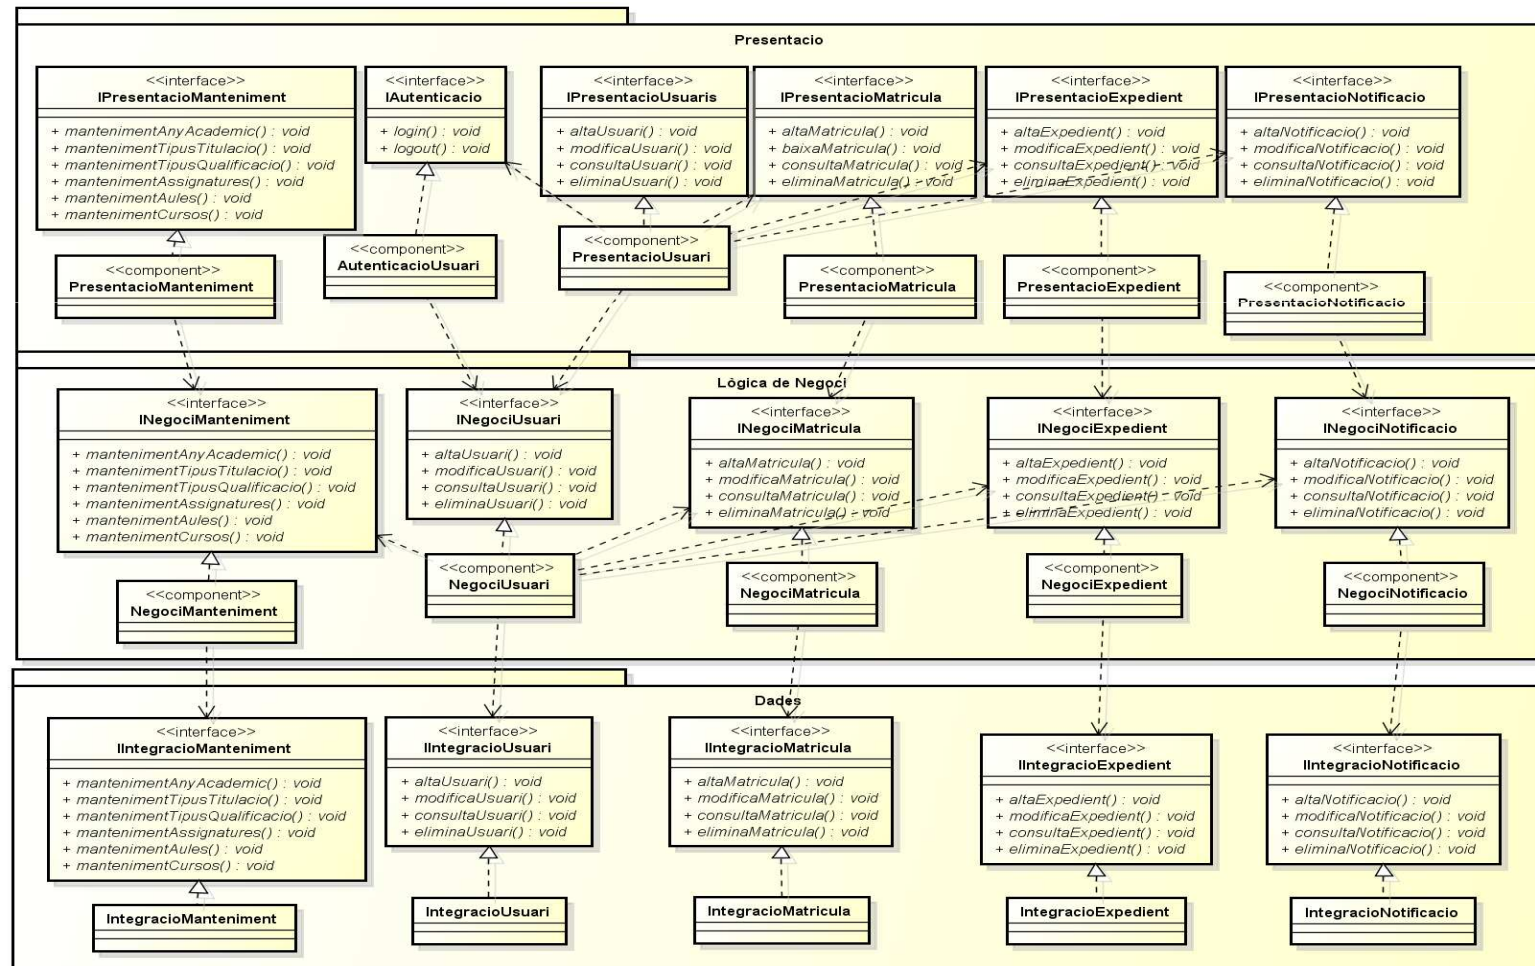 Presentacio
<<interface>>
IPresentacioManteniment
+ mantenimentAnyAcademic() : void
+ mantenimentTipusTitulacio() : void
+ mantenimentTipusQualificacio() : void
+ mantenimentAssignatures() : void
+ mantenimentAules() : void
+ mantenimentCursos() : void
<<interface>>
IAutenticacio
+ login() : void
+ logout() : void
<<interface>>
IPresentacioUsuaris
+ altaUsuari() : void
+ modificaUsuari() : void
+ consultaUsuari() : void
+ eliminaUsuari() : void
<<interface>>
IPresentacioMatricula
+ altaMatricula() : void
+ baixaMatricula() : void
+ consultaMatricula() : void
+ eliminaMatricula() : void
<<interface>>
IPresentacioExpedient
+ altaExpedient() : void
+ modificaExpedient() : void
+ consultaExpedient() : void
+ eliminaExpedient() : void
<<interface>>
IPresentacioNotificacio
+ altaNotificacio() : void
+ modificaNotificacio() : void
+ consultaNotificacio() : void
+ eliminaNotificacio() : void
<<component>>
PresentacioManteniment
<<component>>
AutenticacioUsuari
<<component>>
PresentacioUsuari
<<component>>
PresentacioMatricula
<<component>>
PresentacioExpedient
<<component>>
PresentacioNotificacio
Lògica de Negoci
<<interface>>
INegociManteniment
+ mantenimentAnyAcademic() : void
+ mantenimentTipusTitulacio() : void
+ mantenimentTipusQualificacio() : void
+ mantenimentAssignatures() : void
+ mantenimentAules() : void
+ mantenimentCursos() : void
<<interface>>
INegociUsuari
+ altaUsuari() : void
+ modificaUsuari() : void
+ consultaUsuari() : void
+ eliminaUsuari() : void
<<interface>>
INegociMatricula
+ altaMatricula() : void
+ modificaMatricula() : void
+ consultaMatricula() : void
+ eliminaMatricula() : void
<<interface>>
INegociExpedient
+ altaExpedient() : void
+ modificaExpedient() : void
+ consultaExpedient() : void
+ eliminaExpedient() : void
<<interface>>
INegociNotificacio
+ altaNotificacio() : void
+ modificaNotificacio() : void
+ consultaNotificacio() : void
+ eliminaNotificacio() : void
<<component>>
NegociManteniment
<<component>>
NegociUsuari
<<component>>
NegociMatricula
<<component>>
NegociExpedient
<<component>>
NegociNotificacio
Dades
<<interface>>
IIntegracioManteniment
+ mantenimentAnyAcademic() : void
+ mantenimentTipusTitulacio() : void
+ mantenimentTipusQualificacio() : void
+ mantenimentAssignatures() : void
+ mantenimentAules() : void
+ mantenimentCursos() : void
<<interface>>
IIntegracioUsuari
+ altaUsuari() : void
+ modificaUsuari() : void
+ consultaUsuari() : void
+ eliminaUsuari() : void
<<interface>>
IIntegracioMatricula
+ altaMatricula() : void
+ modificaMatricula() : void
+ consultaMatricula() : void
+ eliminaMatricula() : void
<<interface>>
IIntegracioExpedient
+ altaExpedient() : void
+ modificaExpedient() : void
+ consultaExpedient() : void
+ eliminaExpedient() : void
<<interface>>
IIntegracioNotificacio
+ altaNotificacio() : void
+ modificaNotificacio() : void
+ consultaNotificacio() : void
+ eliminaNotificacio() : void
IntegracioManteniment
IntegracioUsuari
IntegracioMatricula
IntegracioExpedient
IntegracioNotificacio